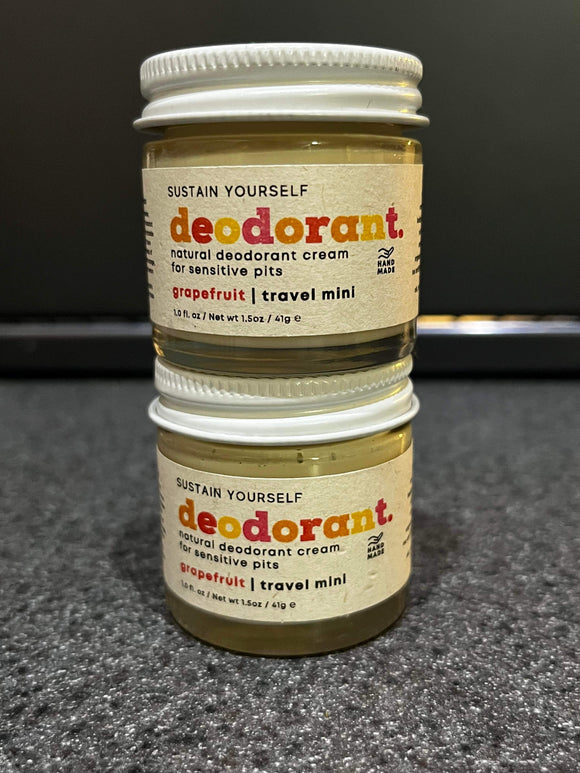 SUSTAIN YOURSELF
deodorant.
natural deodorant cream
for sensitive pits
HAND
MADE
grapefruit | travel mini
1.0 fl. oz / Net wt 1.5oz / 41g ℮
SUSTAIN YOURSELF
deodorant.
natural deodorant cream
for sensitive pits
HAND
MADE
grapefruit | travel mini
1.0 fl. oz / Net wt 1.5oz / 41g ℮